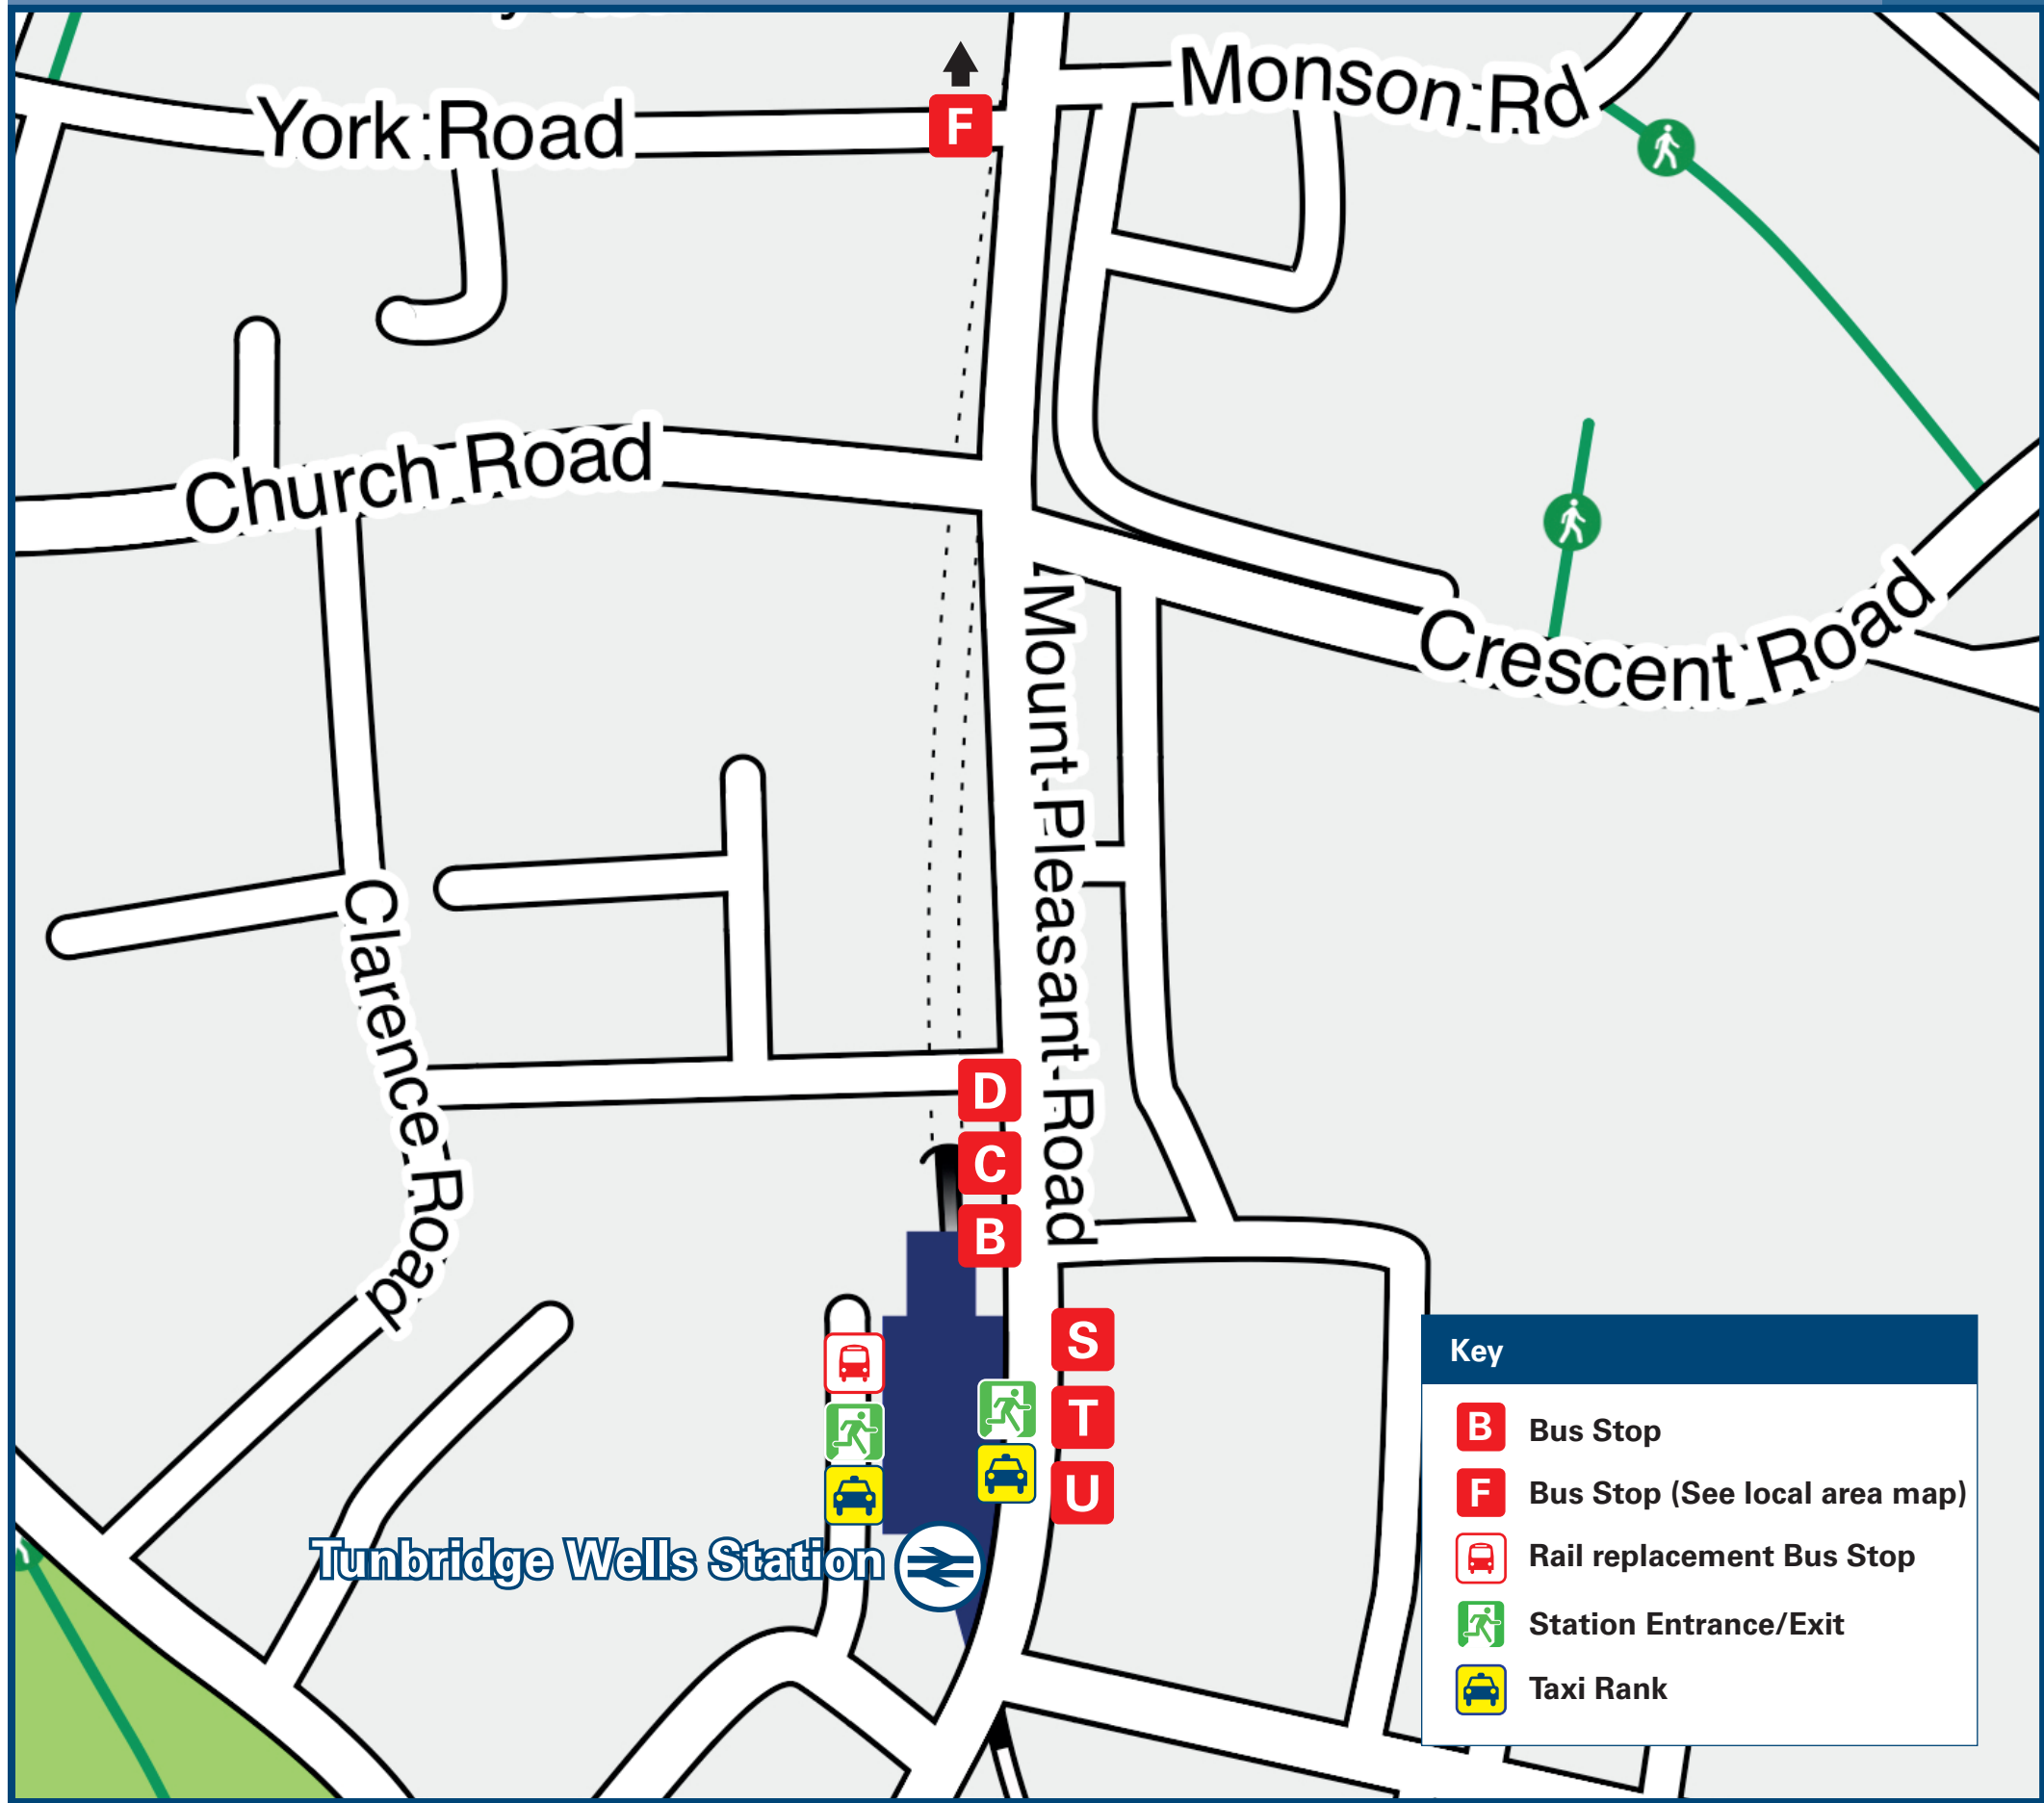 Monson Rd
York Road
F
Church Road
Crescent Road
Mount Pleasant Road
Clarence Road
D
C
B
S
T
U
Tunbridge Wells Station
Key
B Bus Stop
F Bus Stop (See local area map)
Rail replacement Bus Stop
Station Entrance/Exit
Taxi Rank